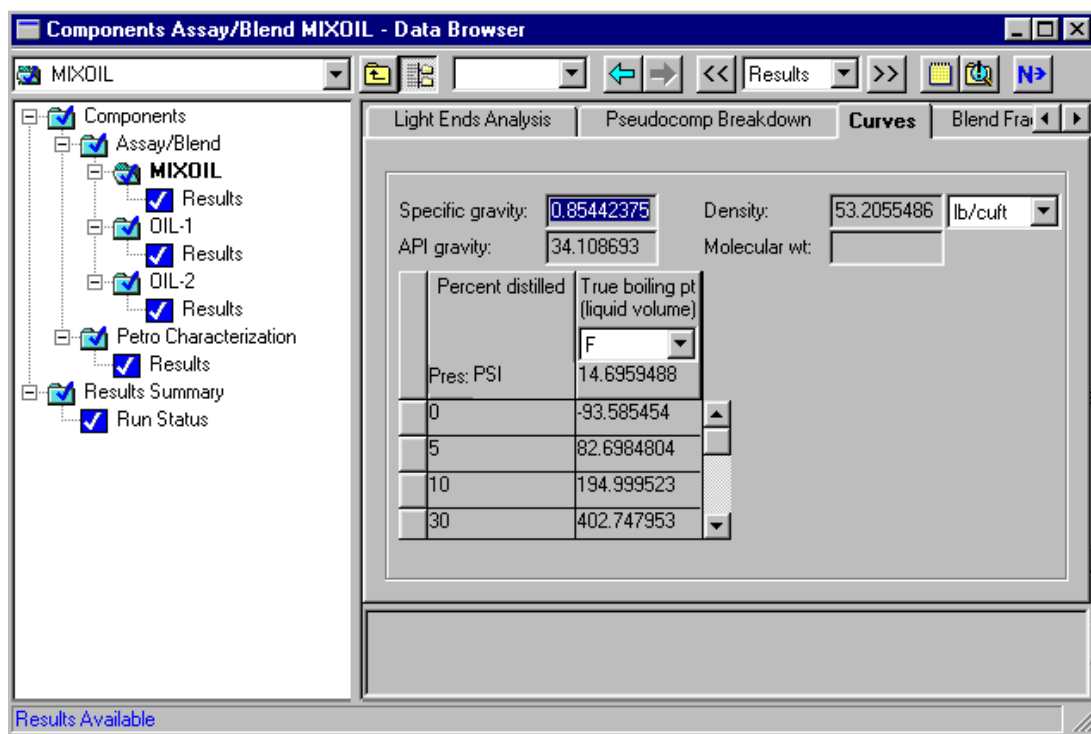 Components Assay/Blend MIXOIL - Data Browser
MIXOIL
<< Results >> N
Components
Assay/Blend
MIXOIL
Results
OIL-1
Results
OIL-2
Results
Petro Characterization
Results
Results Summary
Run Status
Light Ends Analysis Pseudocomp Breakdown Curves Blend Fra
Specific gravity: 0.85442375 Density: 53.2055486 lb/cuft
API gravity: 34.108693 Molecular wt:
Percent distilled True boiling pt
(liquid volume)
F
Pres: PSI 14.6959488
0 -93.585454
5 82.6984804
10 194.999523
30 402.747953
Results Available